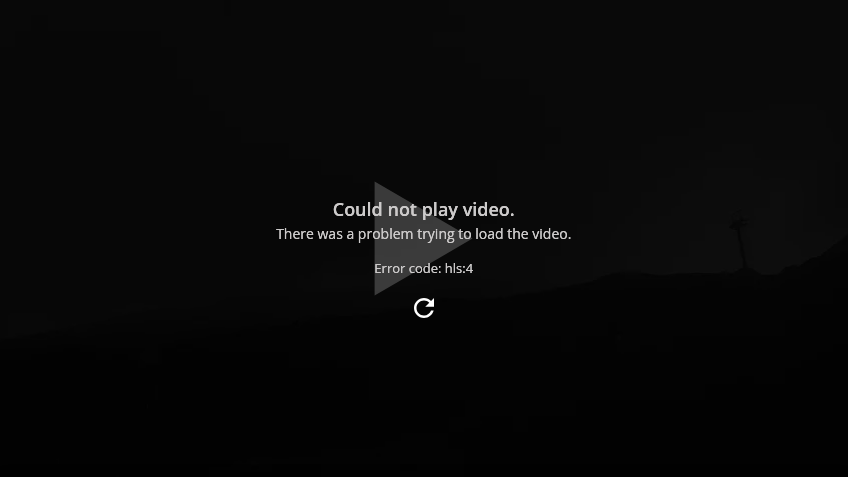 Could not play video.
There was a problem trying to load the video.
Error code: hls:4